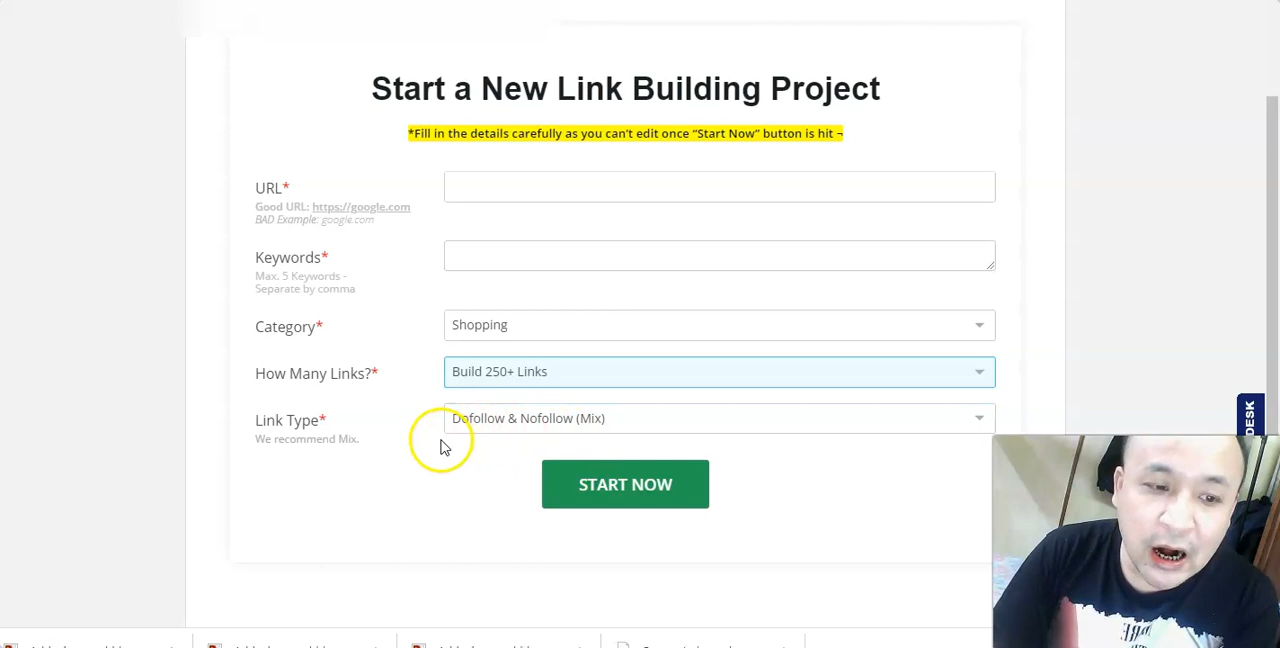 Start a New Link Building Project
*Fill in the details carefully as you can't edit once “Start Now” button is hit ¬
URL*
Good URL: https://google.com
BAD Example: google.com
Keywords*
Max. 5 Keywords -
Separate by comma
Category*
Shopping
How Many Links?*
Build 250+ Links
Link Type*
Dofollow & Nofollow (Mix)
We recommend Mix.
START NOW
DESK